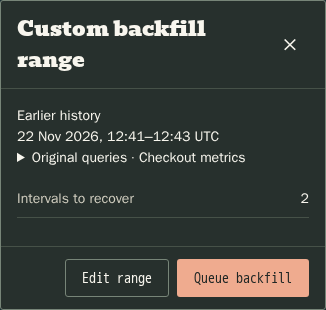 Custom backfill
range
Earlier history
22 Nov 2026, 12:41–12:43 UTC
Original queries · Checkout metrics
Intervals to recover 2
Edit range Queue backfill